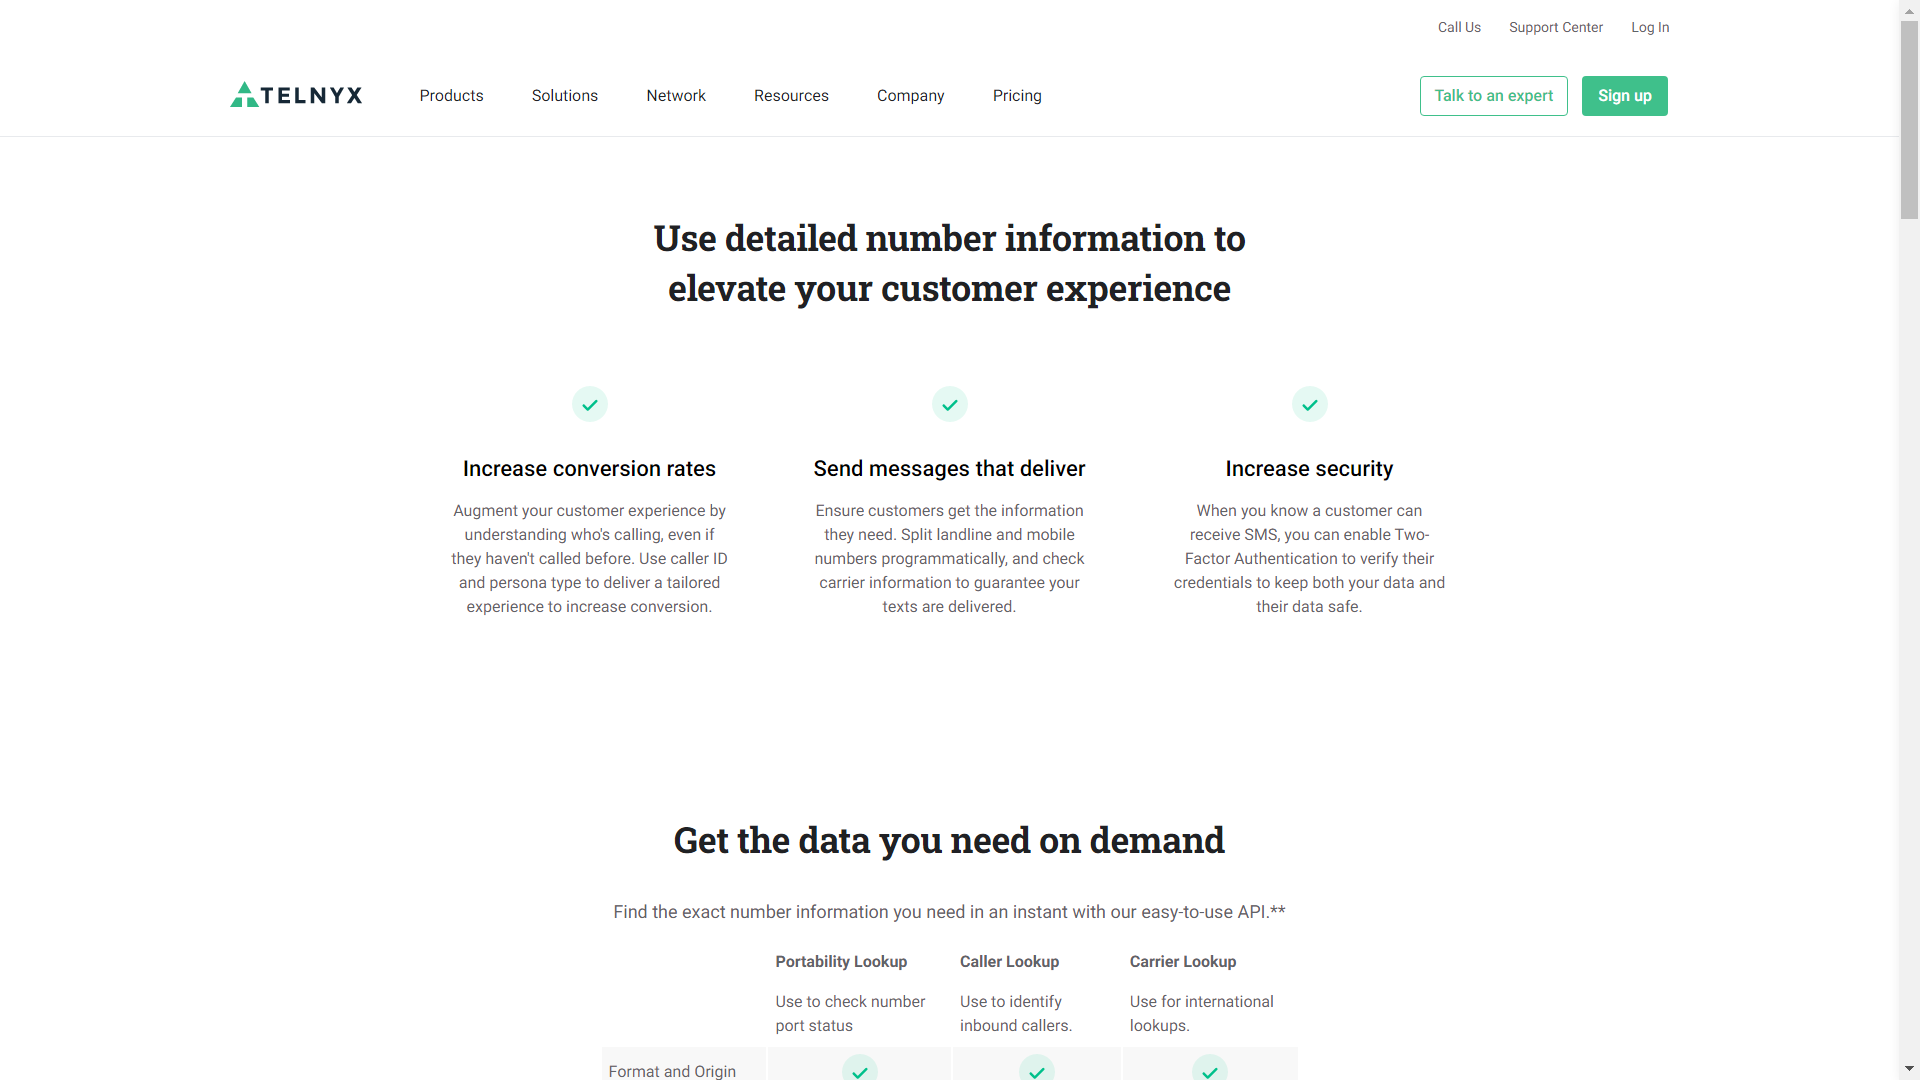 Call Us Support Center Log In
TELNYX Products Solutions Network Resources Company Pricing Talk to an expert Sign up
Use detailed number information to
elevate your customer experience
Increase conversion rates
Augment your customer experience by
understanding who's calling, even if
they haven't called before. Use caller ID
and persona type to deliver a tailored
experience to increase conversion.
Send messages that deliver
Ensure customers get the information
they need. Split landline and mobile
numbers programmatically, and check
carrier information to guarantee your
texts are delivered.
Increase security
When you know a customer can
receive SMS, you can enable Two-
Factor Authentication to verify their
credentials to keep both your data and
their data safe.
Get the data you need on demand
Find the exact number information you need in an instant with our easy-to-use API.**
Portability Lookup Caller Lookup Carrier Lookup
Use to check number
port status
Use to identify
inbound callers.
Use for international
lookups.
Format and Origin